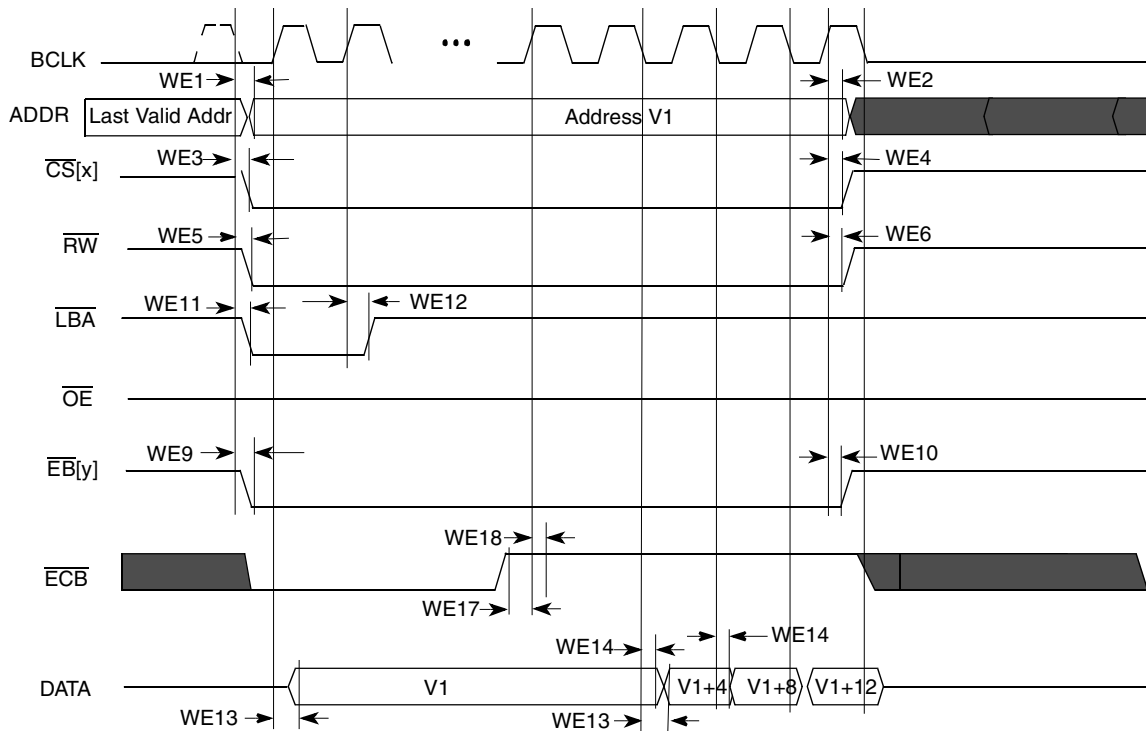 BCLK
WE1
WE2
ADDR
Last Valid Addr
Address V1
CS[x]
WE3
WE4
RW
WE5
WE6
LBA
WE11
WE12
OE
EB[y]
WE9
WE10
WE18
ECB
WE17
WE14
WE14
DATA
V1
V1+4
V1+8
V1+12
WE13
WE13